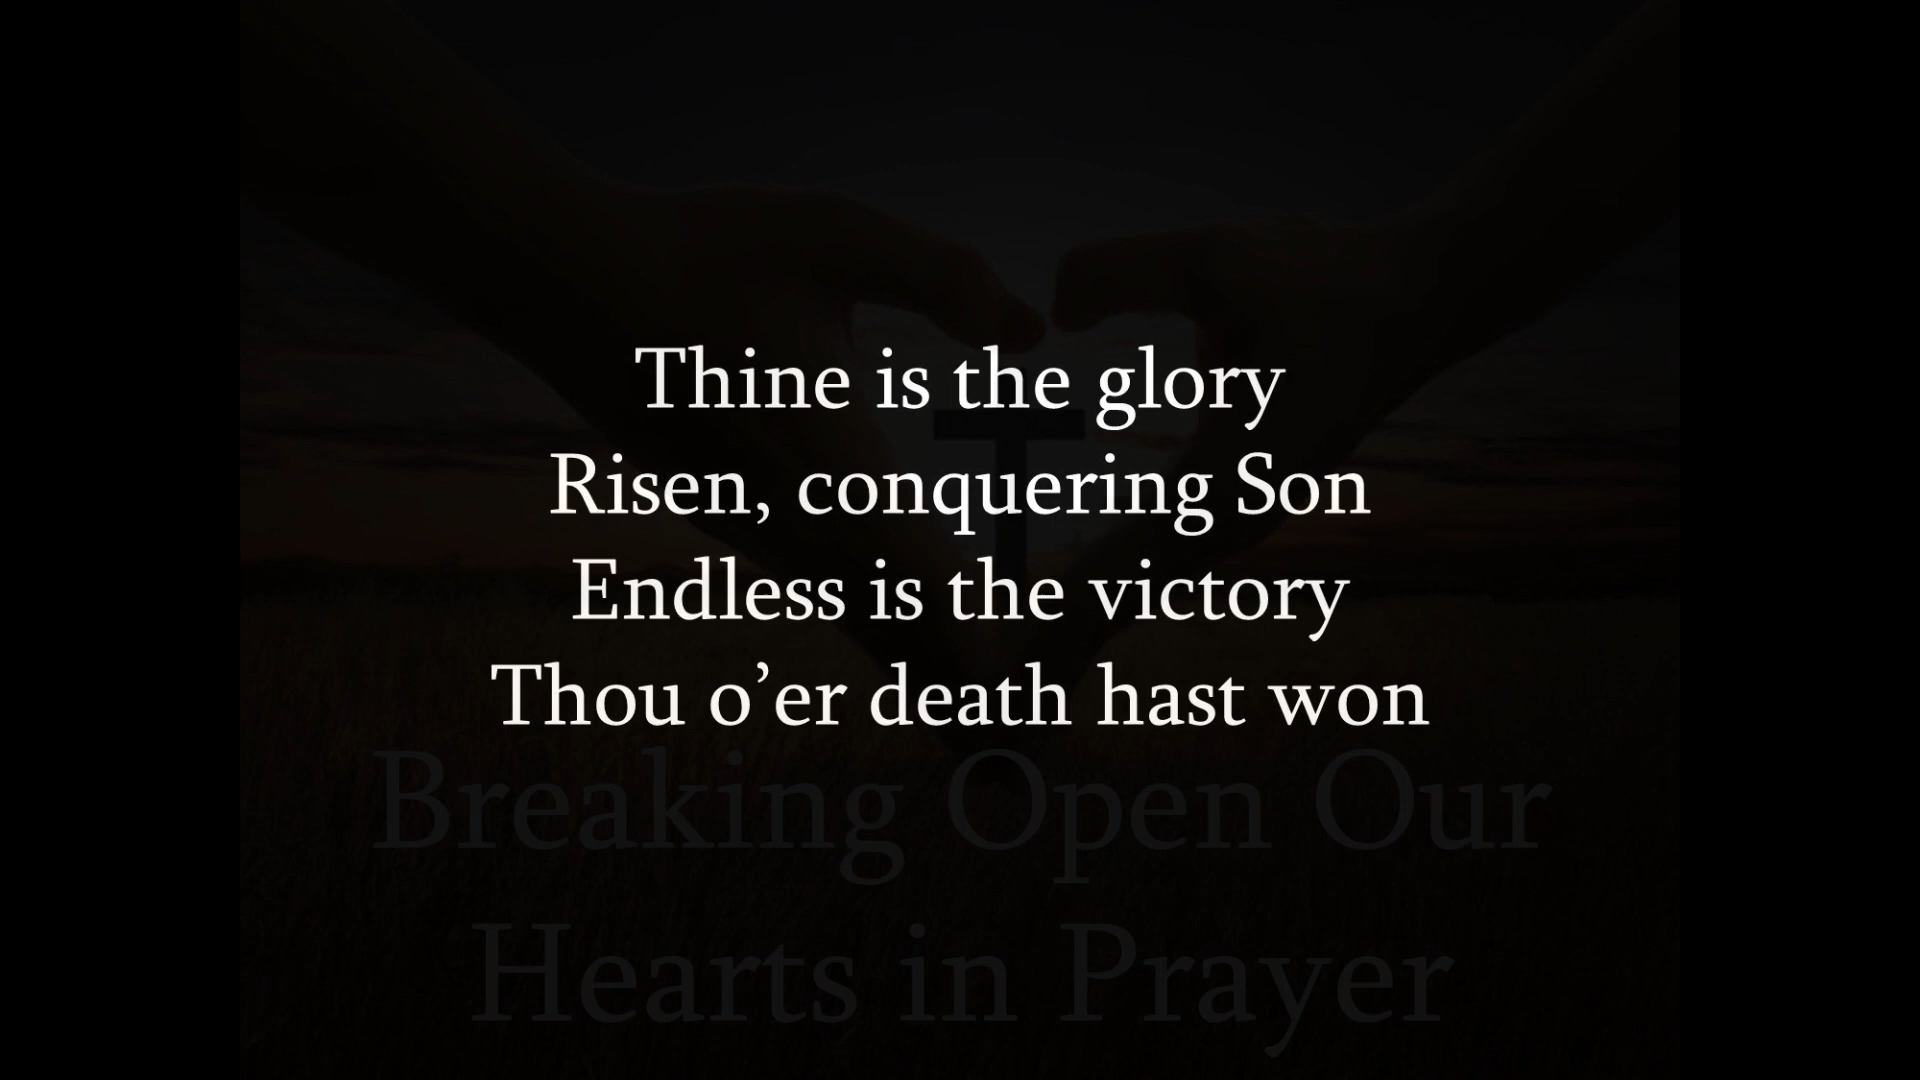 Thine is the glory
Risen, conquering Son
Endless is the victory
Thou o’er death hast won
Breaking Open Our
Hearts in Prayer